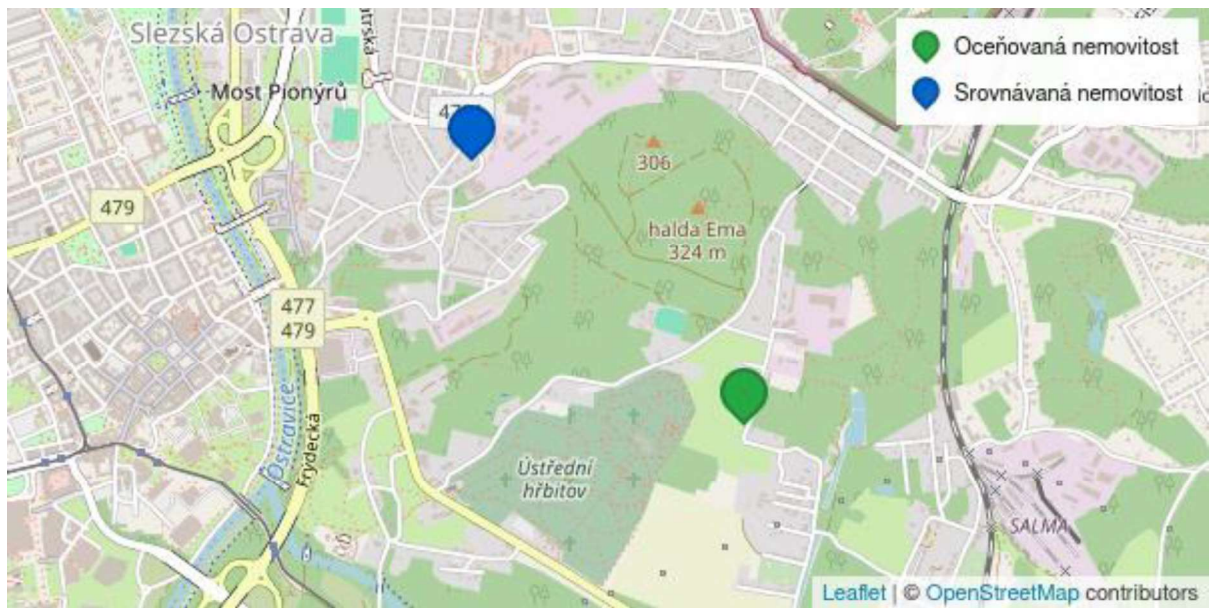 Slezská Ostrava
Oceňovaná nemovitost
Srovnávaná nemovitost
Most Pionýrů
306
479
halda Ema
324 m
477
479
Ostravice
Frýdecká
Ústřední
hřbitov
SALMA
Leaflet | © OpenStreetMap contributors